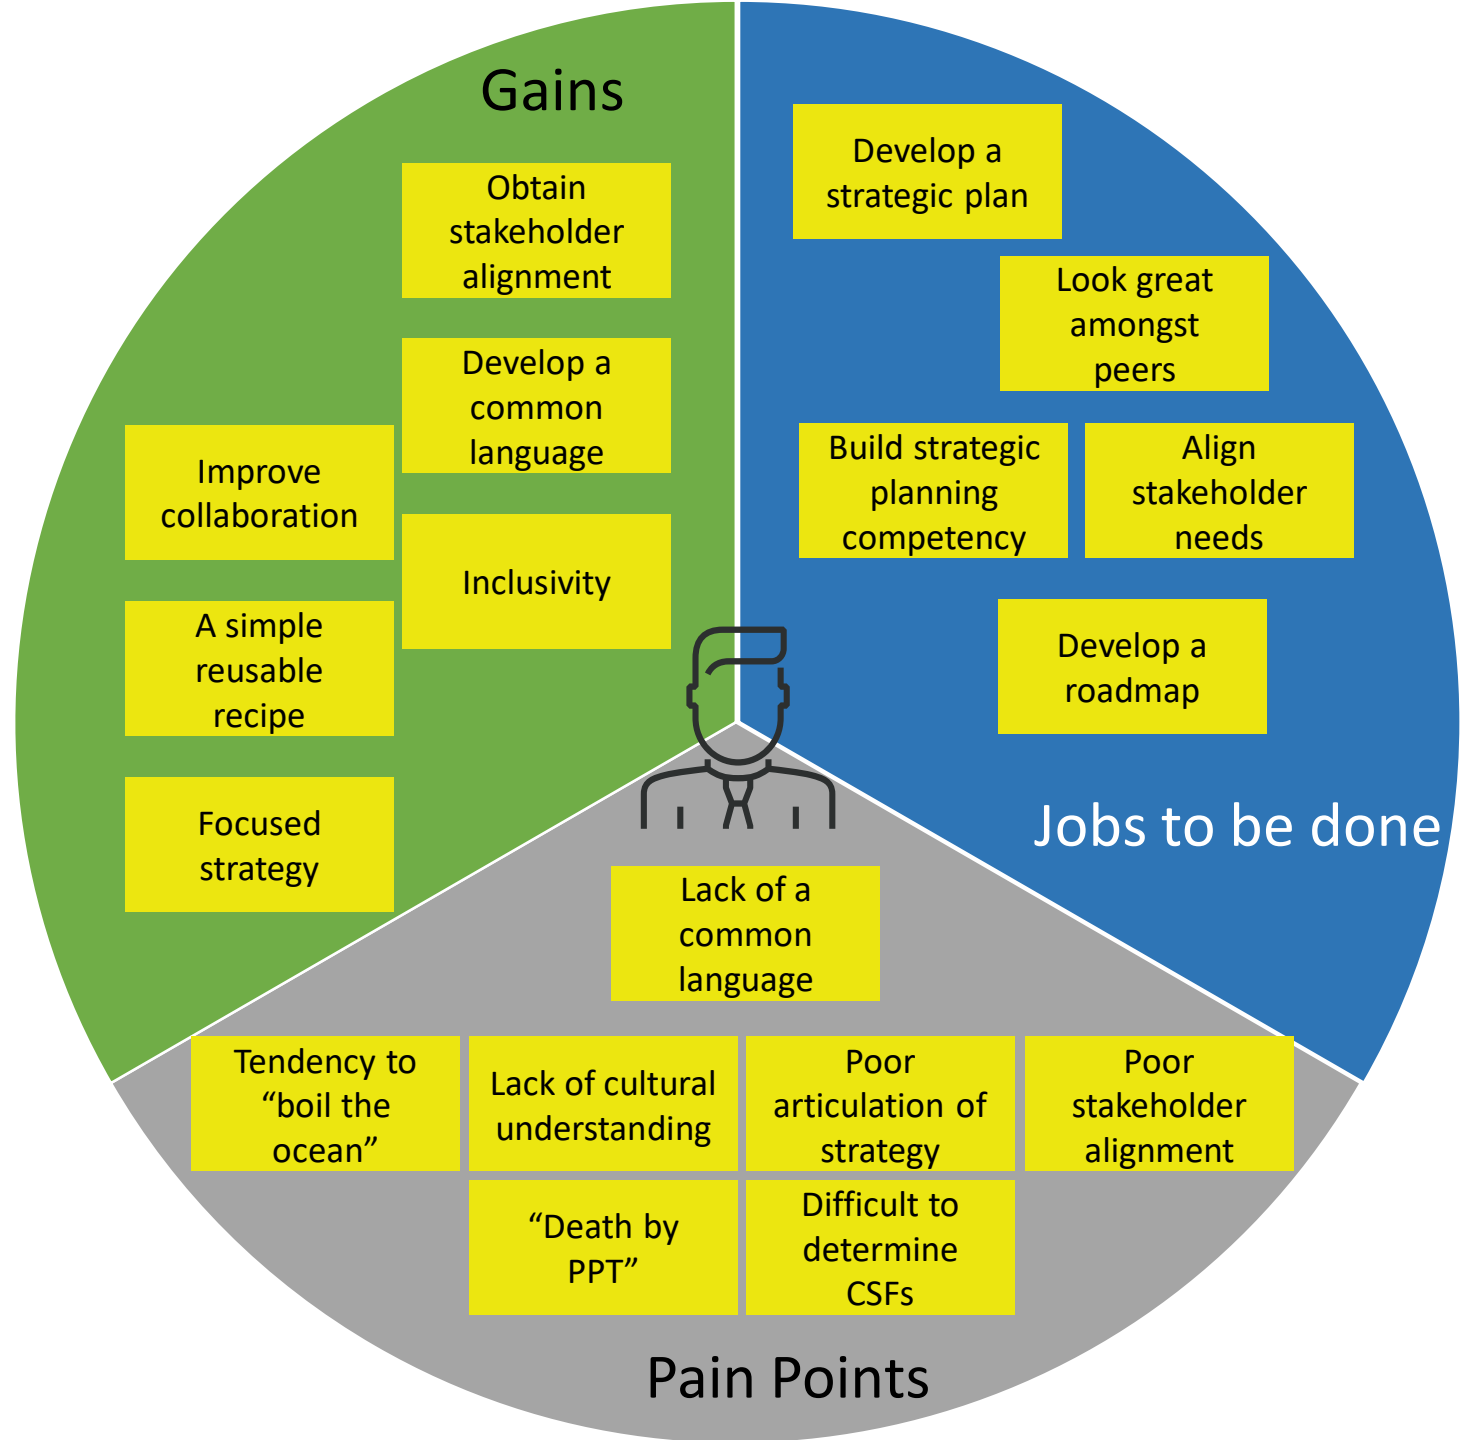 Gains
Obtain
stakeholder
alignment
Develop a
common
language
Improve
collaboration
Inclusivity
A simple
reusable
recipe
Focused
strategy
Develop a
strategic plan
Look great
amongst
peers
Build strategic
planning
competency
Align
stakeholder
needs
Develop a
roadmap
Jobs to be done
Lack of a
common
language
Tendency to
“boil the
ocean”
Lack of cultural
understanding
Poor
articulation of
strategy
Poor
stakeholder
alignment
“Death by
PPT”
Difficult to
determine
CSFs
Pain Points